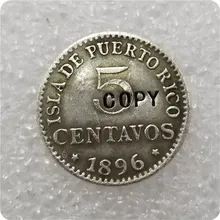 ISLA DE PUERTO RICO
5
COPY
CENTAVOS
* 1896 *